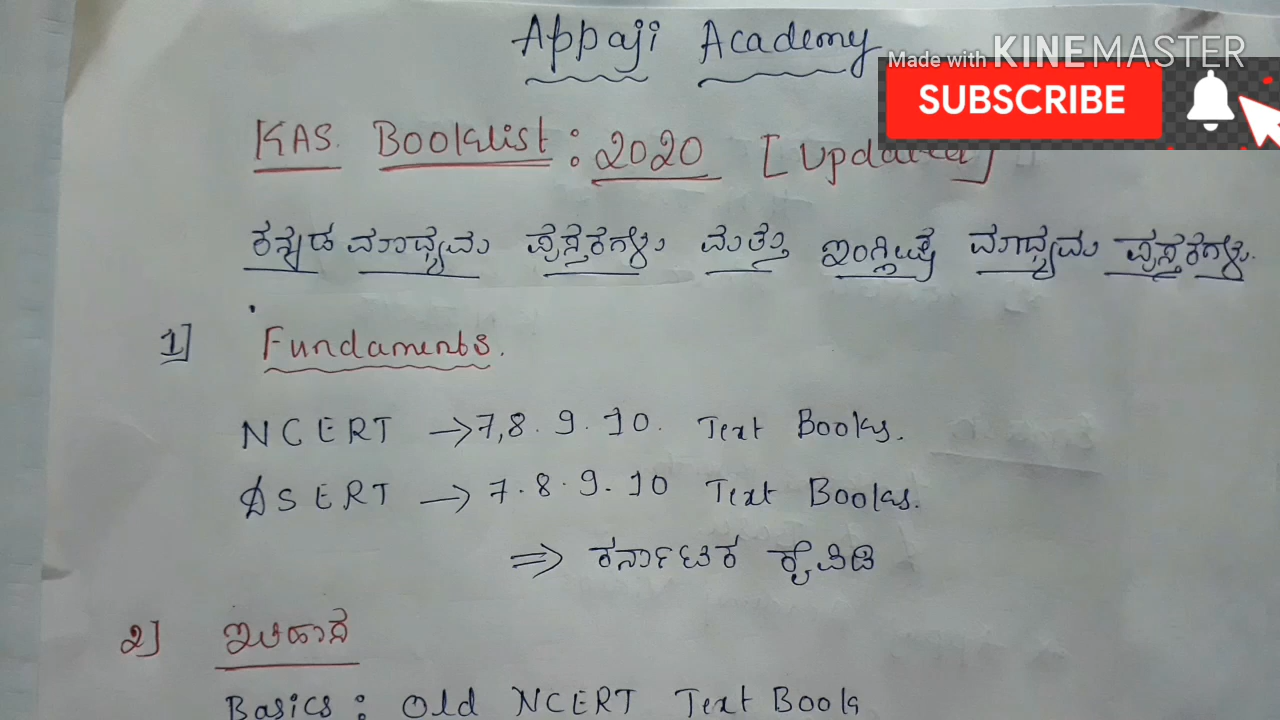 Appaji Academy
Made with KINEMASTER
SUBSCRIBE
KAS. Booklist : 2020 [Updated]
ಕನ್ನಡ ಮಾಧ್ಯಮ ಪುಸ್ತಕಗಳು ಮತ್ತು ಇಂಗ್ಲೀಷ್ ಮಾಧ್ಯಮ ಪುಸ್ತಕಗಳು.
1] Fundaments.
NCERT → 7,8.9.10. Text Books.
DSERT → 7.8.9.10 Text Books.
⇒ ಕರ್ನಾಟಕ ಕೈಪಿಡಿ
2] ಇತಿಹಾಸ
Basics : Old NCERT Text Book